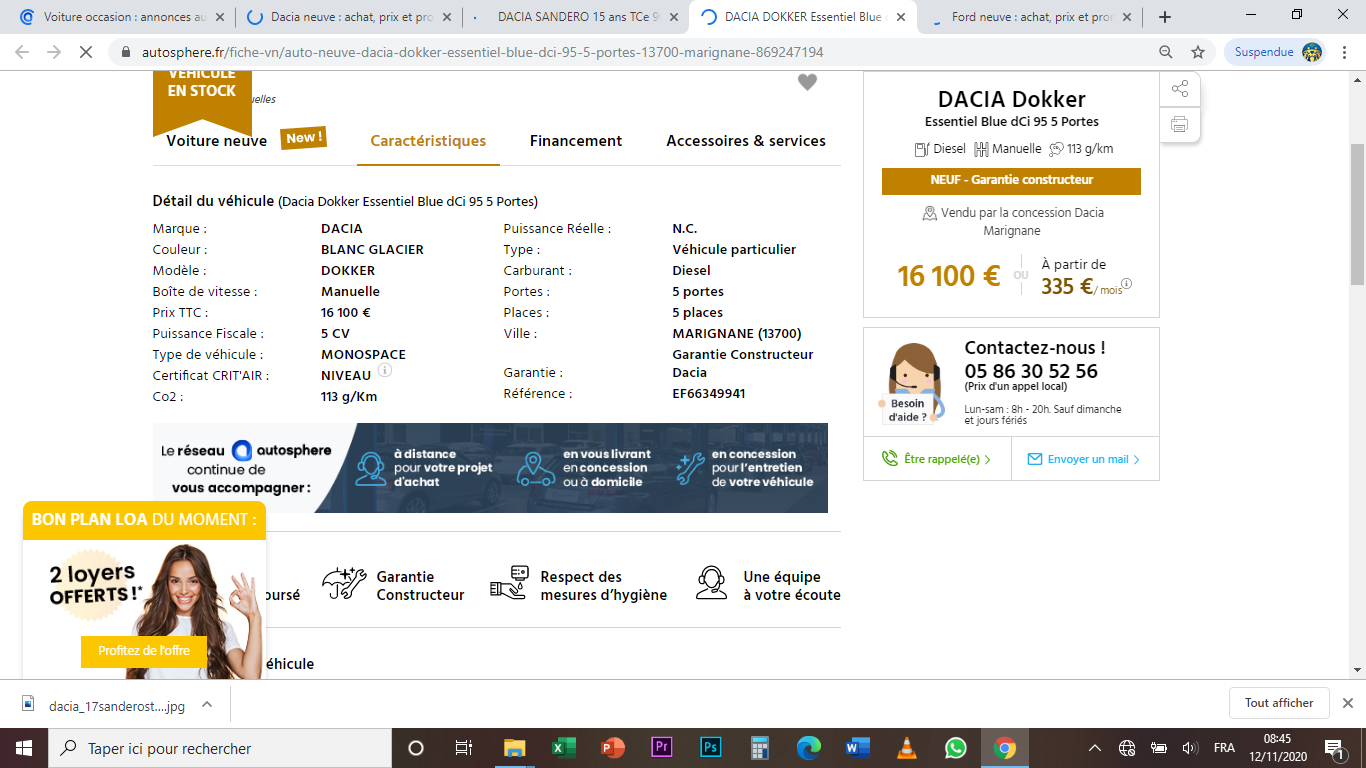 Voiture occasion : annonces au
Dacia neuve : achat, prix et pro
DACIA SANDERO 15 ans TCe 90
DACIA DOKKER Essentiel Blue
Ford neuve : achat, prix et pror
autosphere.fr/fiche-vn/auto-neuve-dacia-dokker-essentiel-blue-dci-95-5-portes-13700-marignane-869247194
Suspendue
VÉHICULE
EN STOCK
uelles
Voiture neuve
New !
Caractéristiques
Financement
Accessoires & services
Détail du véhicule (Dacia Dokker Essentiel Blue dCi 95 5 Portes)
Marque : DACIA
Couleur : BLANC GLACIER
Modèle : DOKKER
Boîte de vitesse : Manuelle
Prix TTC : 16 100 €
Puissance Fiscale : 5 CV
Type de véhicule : MONOSPACE
Certificat CRIT'AIR : NIVEAU
Co2 : 113 g/Km
Puissance Réelle : N.C.
Type : Véhicule particulier
Carburant : Diesel
Portes : 5 portes
Places : 5 places
Ville : MARIGNANE (13700)
Garantie Constructeur
Garantie : Dacia
Référence : EF66349941
DACIA Dokker
Essentiel Blue dCi 95 5 Portes
Diesel Manuelle 113 g/km
NEUF - Garantie constructeur
Vendu par la concession Dacia
Marignane
16 100 €
OU
À partir de
335 €/ mois
Contactez-nous !
05 86 30 52 56
(Prix d'un appel local)
Lun-sam : 8h - 20h. Sauf dimanche
et jours fériés
Besoin
d'aide ?
Être rappelé(e)
Envoyer un mail
Le réseau autosphere
continue de
vous accompagner :
à distance
pour votre projet
d'achat
en vous livrant
en concession
ou à domicile
en concession
pour l'entretien
de votre véhicule
BON PLAN LOA DU MOMENT :
2 loyers
OFFERTS !*
Profitez de l'offre
oursé
Garantie
Constructeur
Respect des
mesures d'hygiène
Une équipe
à votre écoute
éhicule
dacia_17sanderost....jpg
Tout afficher
Taper ici pour rechercher
Pr
Ps
FRA
08:45
12/11/2020
1